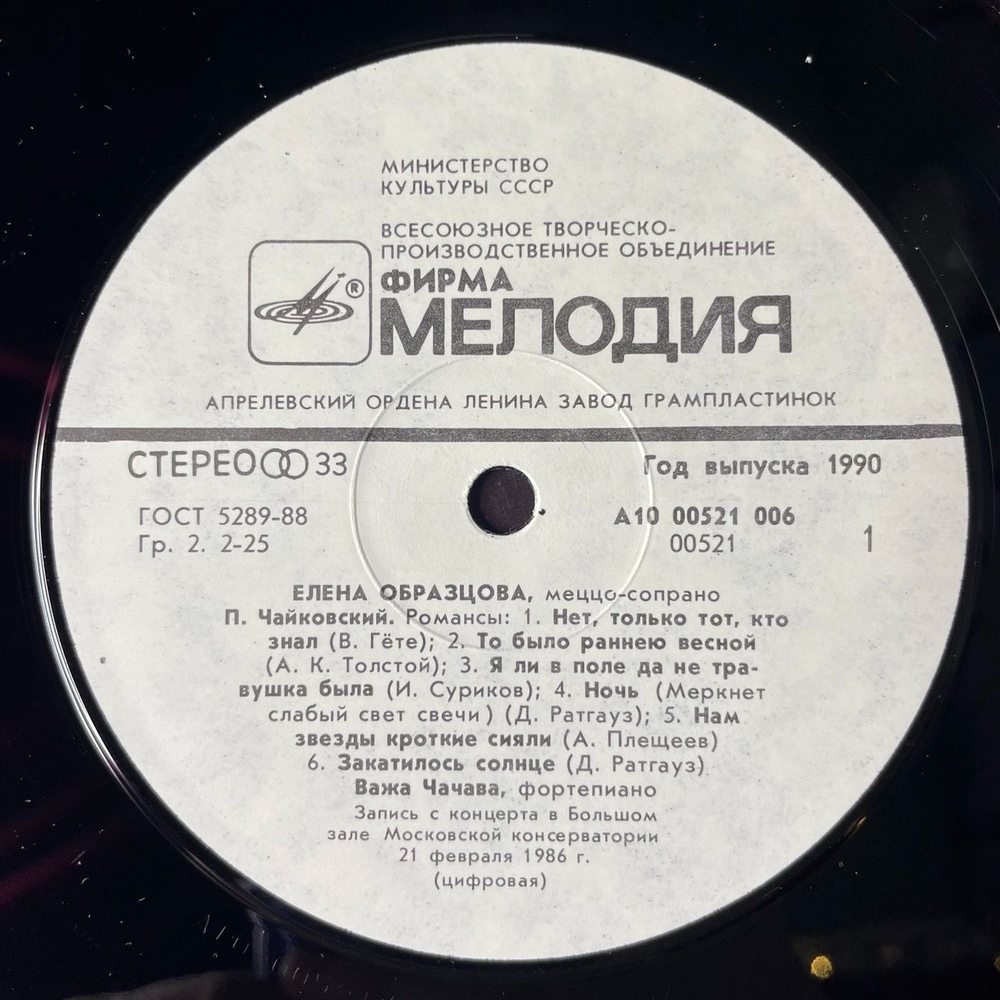 МИНИСТЕРСТВО
КУЛЬТУРЫ СССР
ВСЕСОЮЗНОЕ ТВОРЧЕСКО-
ПРОИЗВОДСТВЕННОЕ ОБЪЕДИНЕНИЕ
ФИРМА
®
МЕЛОДИЯ
АПРЕЛЕВСКИЙ ОРДЕНА ЛЕНИНА ЗАВОД ГРАМПЛАСТИНОК
СТЕРЕО 33
Год выпуска 1990
ГОСТ 5289-88
Гр. 2. 2-25
А10 00521 006
00521
1
ЕЛЕНА ОБРАЗЦОВА, меццо-сопрано
П. Чайковский. Романсы: 1. Нет, только тот, кто
знал (В. Гёте); 2. То было раннею весной
(А. К. Толстой); 3. Я ли в поле да не тра-
вушка была (И. Суриков); 4. Ночь (Меркнет
слабый свет свечи) (Д. Ратгауз); 5. Нам
звезды кроткие сияли (А. Плещеев)
6. Закатилось солнце (Д. Ратгауз)
Важа Чачава, фортепиано
Запись с концерта в Большом
зале Московской консерватории
21 февраля 1986 г.
(цифровая)